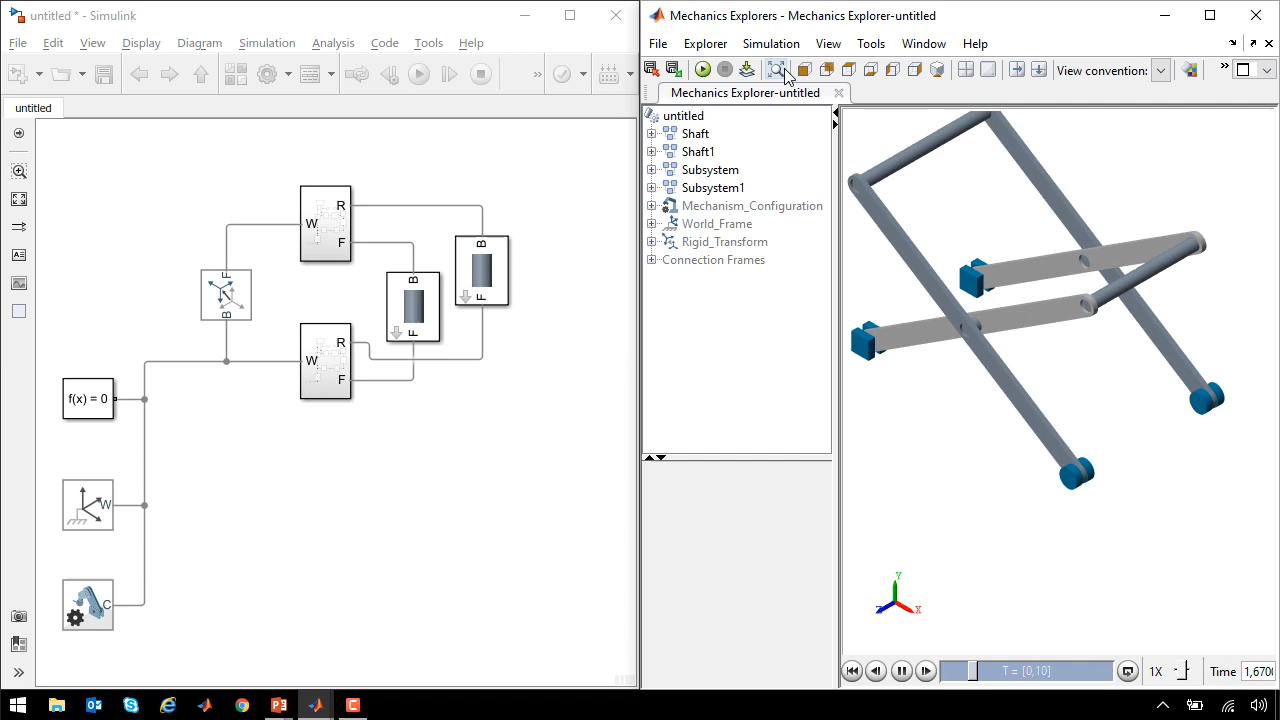 untitled * - Simulink
File Edit View Display Diagram Simulation Analysis Code Tools Help
»
untitled
R
W
F
B
F
F
B
B
F
R
W
F
f(x) = 0
W
C
»
Mechanics Explorers - Mechanics Explorer-untitled
File Explorer Simulation View Tools Window Help
View convention:
»
Mechanics Explorer-untitled
untitled
Shaft
Shaft1
Subsystem
Subsystem1
Mechanism_Configuration
World_Frame
Rigid_Transform
Connection Frames
Y
Z
X
T = [0,10]
1X
Time
1,670